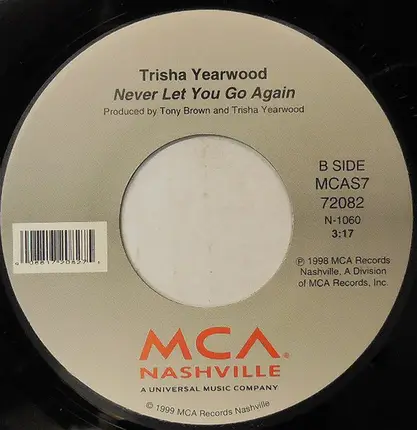 Trisha Yearwood
Never Let You Go Again
Produced by Tony Brown and Trisha Yearwood
B SIDE
MCAS7
72082
N-1060
3:17
℗ 1998 MCA Records
Nashville, A Division
of MCA Records, Inc.
MCA®
NASHVILLE
A UNIVERSAL MUSIC COMPANY
© 1999 MCA Records Nashville